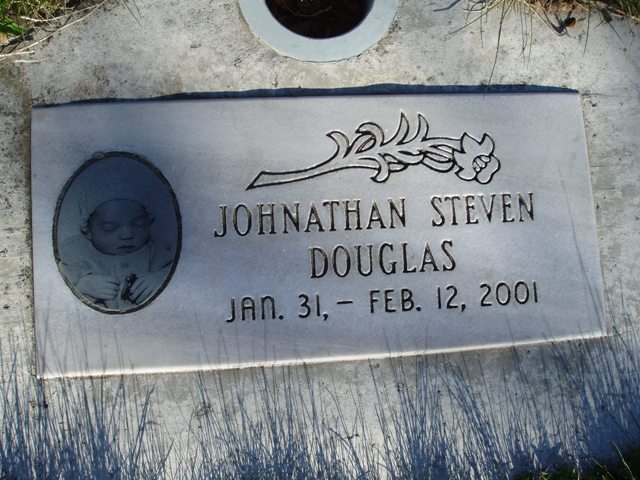 JOHNATHAN STEVEN
DOUGLAS
JAN. 31, – FEB. 12, 2001